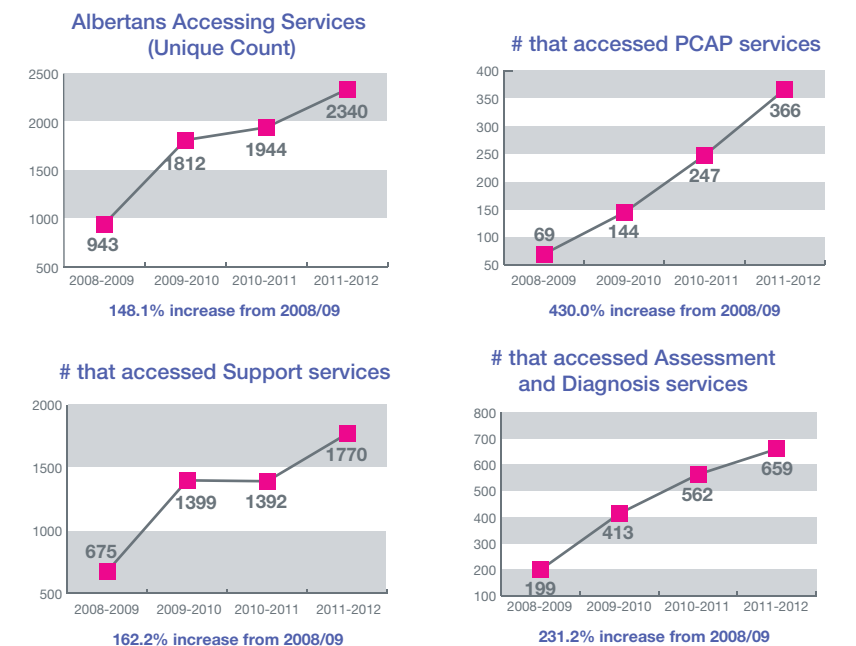 Albertans Accessing Services
(Unique Count)
2500
2000
1500
1000
500
943
1812
1944
2340
2008-2009 2009-2010 2010-2011 2011-2012
148.1% increase from 2008/09
# that accessed PCAP services
400
350
300
250
200
150
100
50
69
144
247
366
2008-2009 2009-2010 2010-2011 2011-2012
430.0% increase from 2008/09
# that accessed Support services
2000
1500
1000
500
675
1399
1392
1770
2008-2009 2009-2010 2010-2011 2011-2012
162.2% increase from 2008/09
# that accessed Assessment
and Diagnosis services
800
700
600
500
400
300
200
100
199
413
562
659
2008-2009 2009-2010 2010-2011 2011-2012
231.2% increase from 2008/09